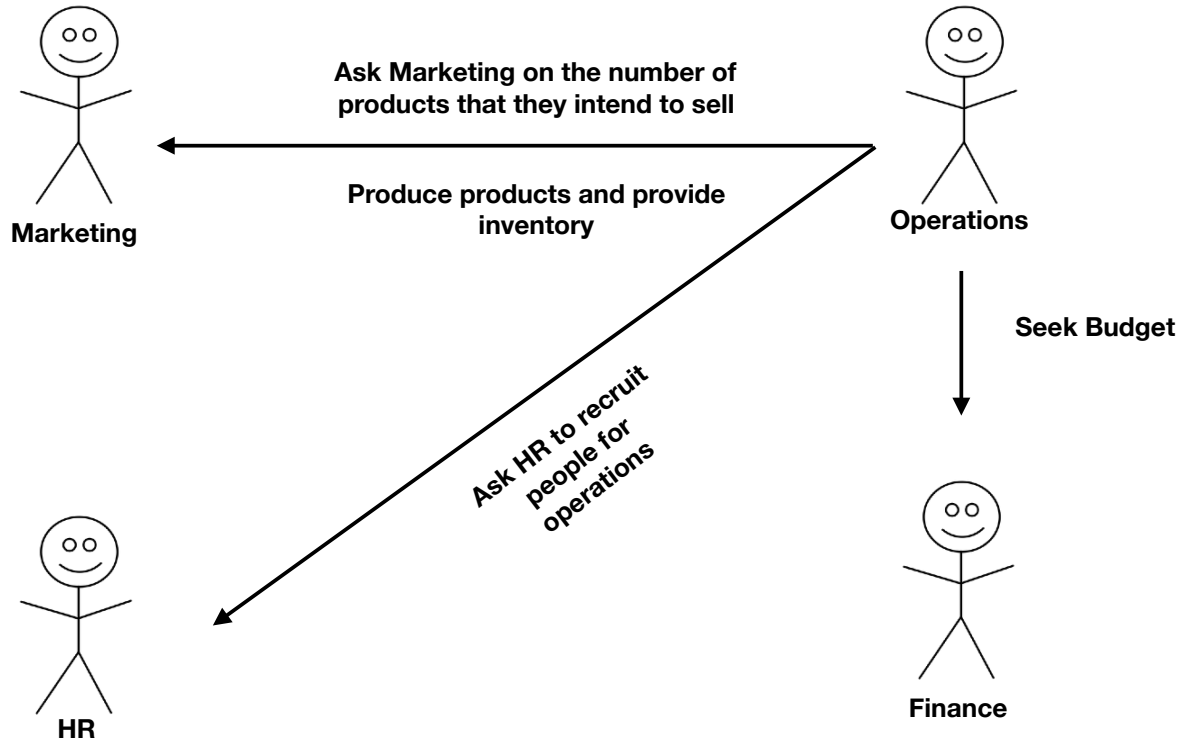 Ask Marketing on the number of
products that they intend to sell
Produce products and provide
inventory
Marketing
Operations
Seek Budget
Ask HR to recruit
people for
operations
HR
Finance